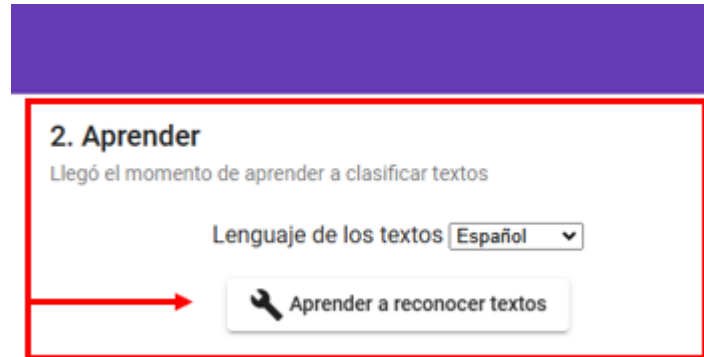 2. Aprender
Llegó el momento de aprender a clasificar textos
Lenguaje de los textos Español
Aprender a reconocer textos